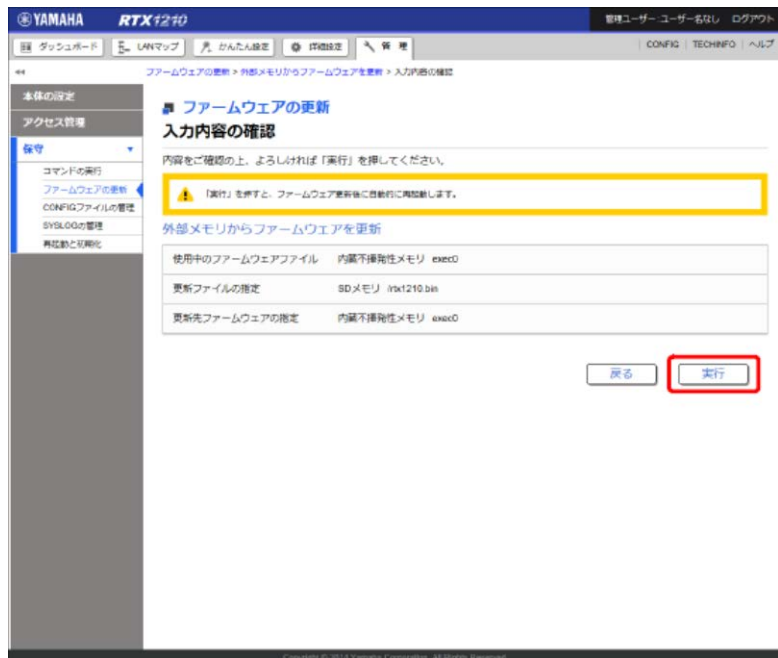 YAMAHA RTX1210 管理ユーザー:ユーザー名なし ログアウト
ダッシュボード LANマップ かんたん設定 詳細設定 管理 CONFIG TECHINFO ヘルプ
ファームウェアの更新 > 外部メモリからファームウェアを更新 > 入力内容の確認
本体の設定
アクセス管理
保守
コマンドの実行
ファームウェアの更新
CONFIGファイルの管理
SYSLOGの管理
再起動と初期化
ファームウェアの更新
入力内容の確認
内容をご確認の上、よろしければ「実行」を押してください。
「実行」を押すと、ファームウェア更新後に自動的に再起動します。
外部メモリからファームウェアを更新
使用中のファームウェアファイル 内蔵不揮発性メモリ exec0
更新ファイルの指定 SDメモリ /rtx1210.bin
更新先ファームウェアの指定 内蔵不揮発性メモリ exec0
戻る 実行
Copyright © 2014 Yamaha Corporation. All Rights Reserved.